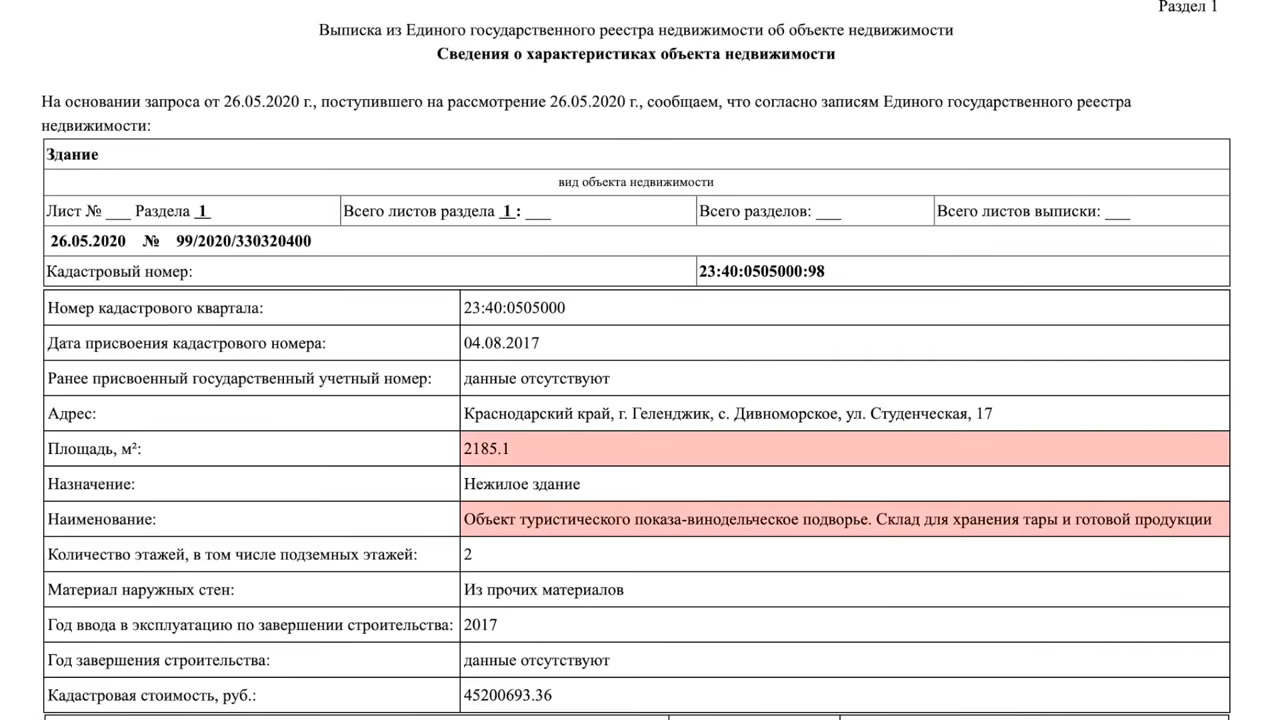 Раздел 1
Выписка из Единого государственного реестра недвижимости об объекте недвижимости
Сведения о характеристиках объекта недвижимости
На основании запроса от 26.05.2020 г., поступившего на рассмотрение 26.05.2020 г., сообщаем, что согласно записям Единого государственного реестра
недвижимости:
Здание
вид объекта недвижимости
Лист № ___ Раздела 1 Всего листов раздела 1 : ___ Всего разделов: ___ Всего листов выписки: ___
26.05.2020 № 99/2020/330320400
Кадастровый номер: 23:40:0505000:98
Номер кадастрового квартала: 23:40:0505000
Дата присвоения кадастрового номера: 04.08.2017
Ранее присвоенный государственный учетный номер: данные отсутствуют
Адрес: Краснодарский край, г. Геленджик, с. Дивноморское, ул. Студенческая, 17
Площадь, м²: 2185.1
Назначение: Нежилое здание
Наименование: Объект туристического показа-винодельческое подворье. Склад для хранения тары и готовой продукции
Количество этажей, в том числе подземных этажей: 2
Материал наружных стен: Из прочих материалов
Год ввода в эксплуатацию по завершении строительства: 2017
Год завершения строительства: данные отсутствуют
Кадастровая стоимость, руб.: 45200693.36